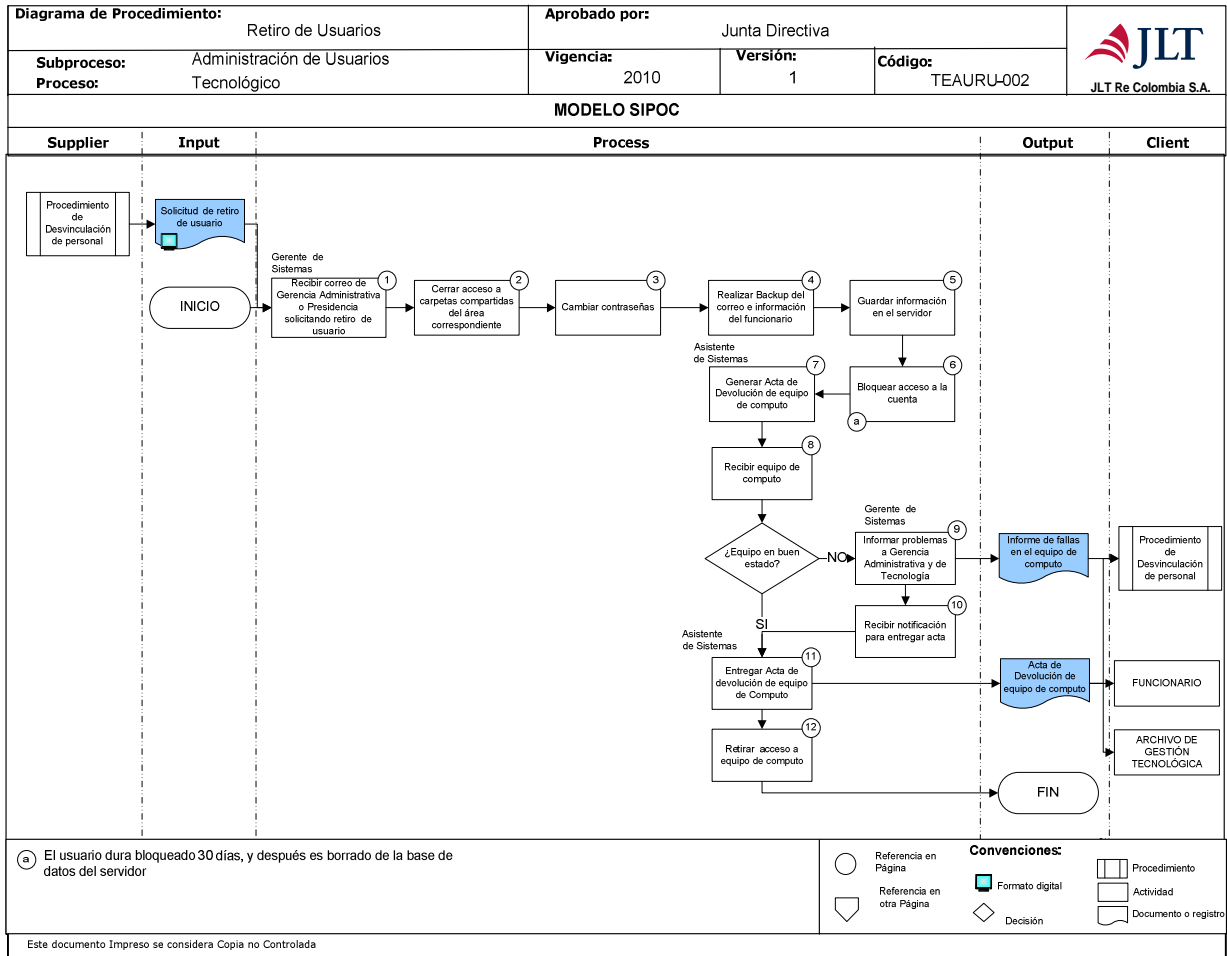 Diagrama de Procedimiento:
Retiro de Usuarios
Aprobado por:
Junta Directiva
Subproceso:
Administración de Usuarios
Proceso:
Tecnológico
Vigencia:
2010
Versión:
1
Código:
TEAURU-002
JLT
JLT Re Colombia S.A.
MODELO SIPOC
Supplier
Input
Process
Output
Client
Procedimiento
de
Desvinculación
de personal
Solicitud de retiro
de usuario
INICIO
Gerente de
Sistemas
1
Recibir correo de
Gerencia Administrativa
o Presidencia
solicitando retiro de
usuario
2
Cerrar acceso a
carpetas compartidas
del área
correspondiente
3
Cambiar contraseñas
4
Realizar Backup del
correo e información
del funcionario
5
Guardar información
en el servidor
6
Bloquear acceso a la
cuenta
a
Asistente
de Sistemas
7
Generar Acta de
Devolución de equipo
de computo
8
Recibir equipo de
computo
¿Equipo en buen
estado?
NO
SI
Gerente de
Sistemas
9
Informar problemas
a Gerencia
Administrativa y de
Tecnología
10
Recibir notificación
para entregar acta
Informe de fallas
en el equipo de
computo
Procedimiento
de
Desvinculación
de personal
Asistente
de Sistemas
11
Entregar Acta de
devolución de equipo
de Computo
Acta de
Devolución de
equipo de computo
FUNCIONARIO
12
Retirar acceso a
equipo de computo
ARCHIVO DE
GESTIÓN
TECNOLÓGICA
FIN
a
El usuario dura bloqueado 30 días, y después es borrado de la base de
datos del servidor
Convenciones:
Referencia en
Página
Referencia en
otra Página
Formato digital
Decisión
Procedimiento
Actividad
Documento o registro
Este documento Impreso se considera Copia no Controlada